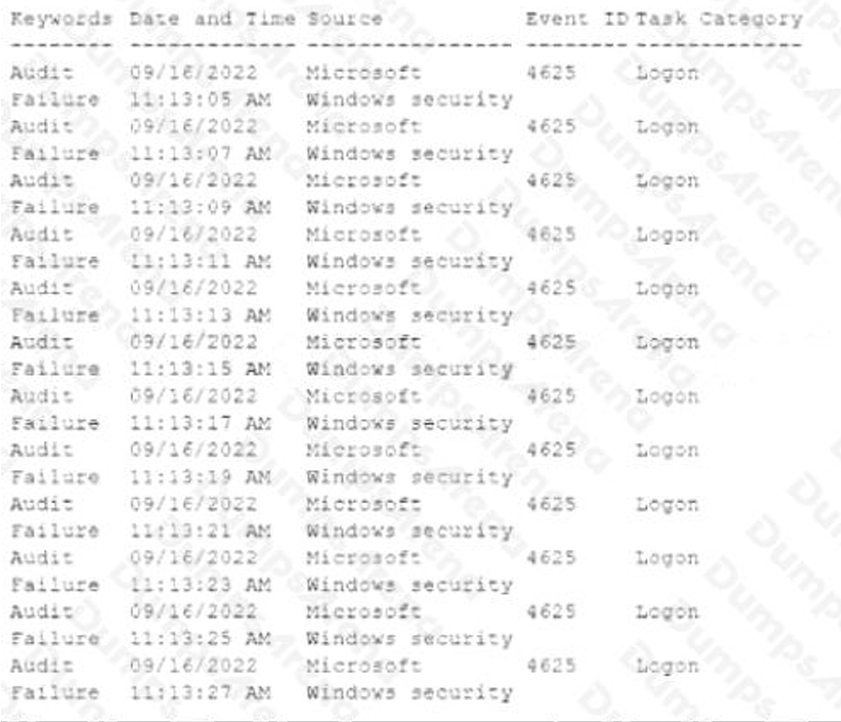 Keywords Date and Time Source Event ID Task Category
-------- ------------- ---------------- -------- -------------
Audit 09/16/2022 Microsoft 4625 Logon
Failure 11:13:05 AM Windows security
Audit 09/16/2022 Microsoft 4625 Logon
Failure 11:13:07 AM Windows security
Audit 09/16/2022 Microsoft 4625 Logon
Failure 11:13:09 AM Windows security
Audit 09/16/2022 Microsoft 4625 Logon
Failure 11:13:11 AM Windows security
Audit 09/16/2022 Microsoft 4625 Logon
Failure 11:13:13 AM Windows security
Audit 09/16/2022 Microsoft 4625 Logon
Failure 11:13:15 AM Windows security
Audit 09/16/2022 Microsoft 4625 Logon
Failure 11:13:17 AM Windows security
Audit 09/16/2022 Microsoft 4625 Logon
Failure 11:13:19 AM Windows security
Audit 09/16/2022 Microsoft 4625 Logon
Failure 11:13:21 AM Windows security
Audit 09/16/2022 Microsoft 4625 Logon
Failure 11:13:23 AM Windows security
Audit 09/16/2022 Microsoft 4625 Logon
Failure 11:13:25 AM Windows security
Audit 09/16/2022 Microsoft 4625 Logon
Failure 11:13:27 AM Windows security
DumpsArena